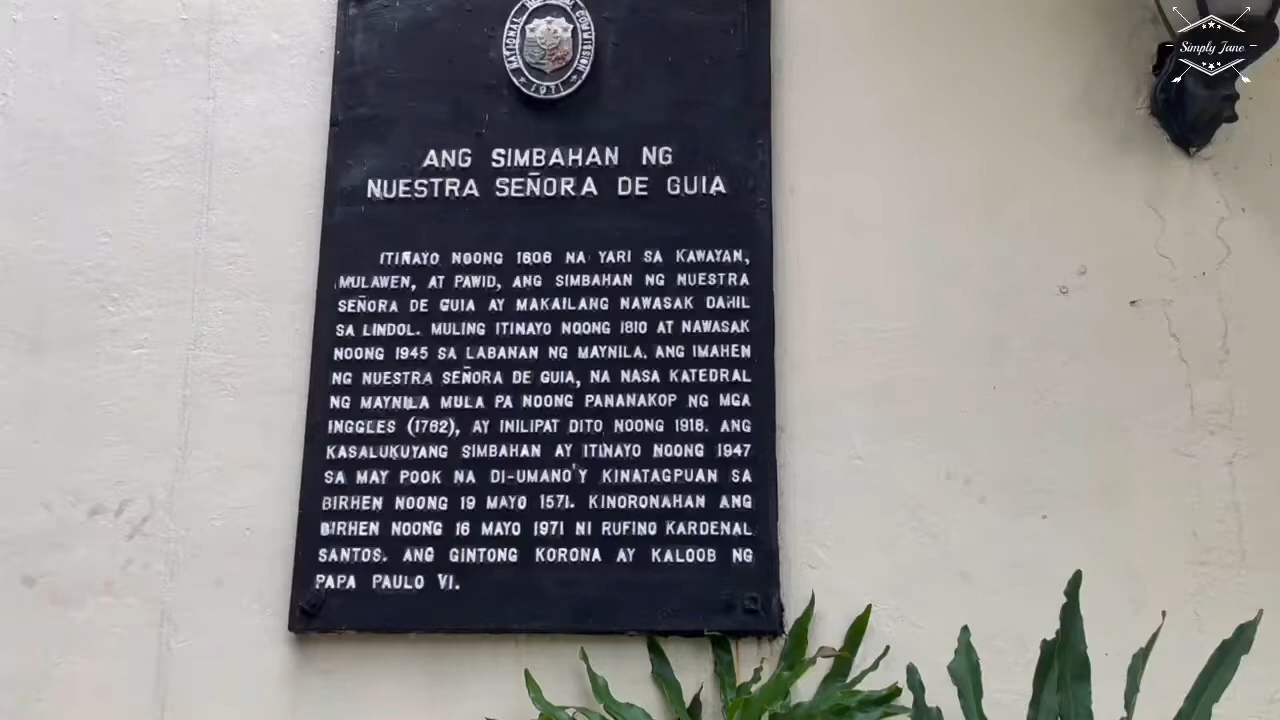 NATIONAL HISTORICAL COMMISSION
1971
Simply Jane
ANG SIMBAHAN NG
NUESTRA SEÑORA DE GUIA
ITINAYO NOONG 1606 NA YARI SA KAWAYAN,
MULAWEN, AT PAWID, ANG SIMBAHAN NG NUESTRA
SEÑORA DE GUIA AY MAKAILANG NAWASAK DAHIL
SA LINDOL. MULING ITINAYO NOONG 1810 AT NAWASAK
NOONG 1945 SA LABANAN NG MAYNILA. ANG IMAHEN
NG NUESTRA SEÑORA DE GUIA, NA NASA KATEDRAL
NG MAYNILA MULA PA NOONG PANANAKOP NG MGA
INGGLES (1762), AY INILIPAT DITO NOONG 1918. ANG
KASALUKUYANG SIMBAHAN AY ITINAYO NOONG 1947
SA MAY POOK NA DI-UMANO'Y KINATAGPUAN SA
BIRHEN NOONG 19 MAYO 1571. KINORONAHAN ANG
BIRHEN NOONG 16 MAYO 1971 NI RUFINO KARDENAL
SANTOS. ANG GINTONG KORONA AY KALOOB NG
PAPA PAULO VI.